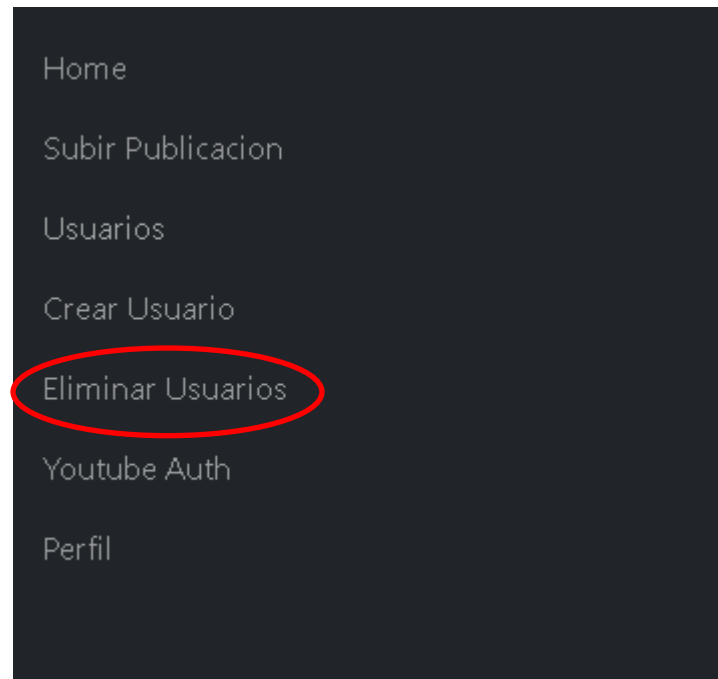 Home
Subir Publicacion
Usuarios
Crear Usuario
Eliminar Usuarios
Youtube Auth
Perfil